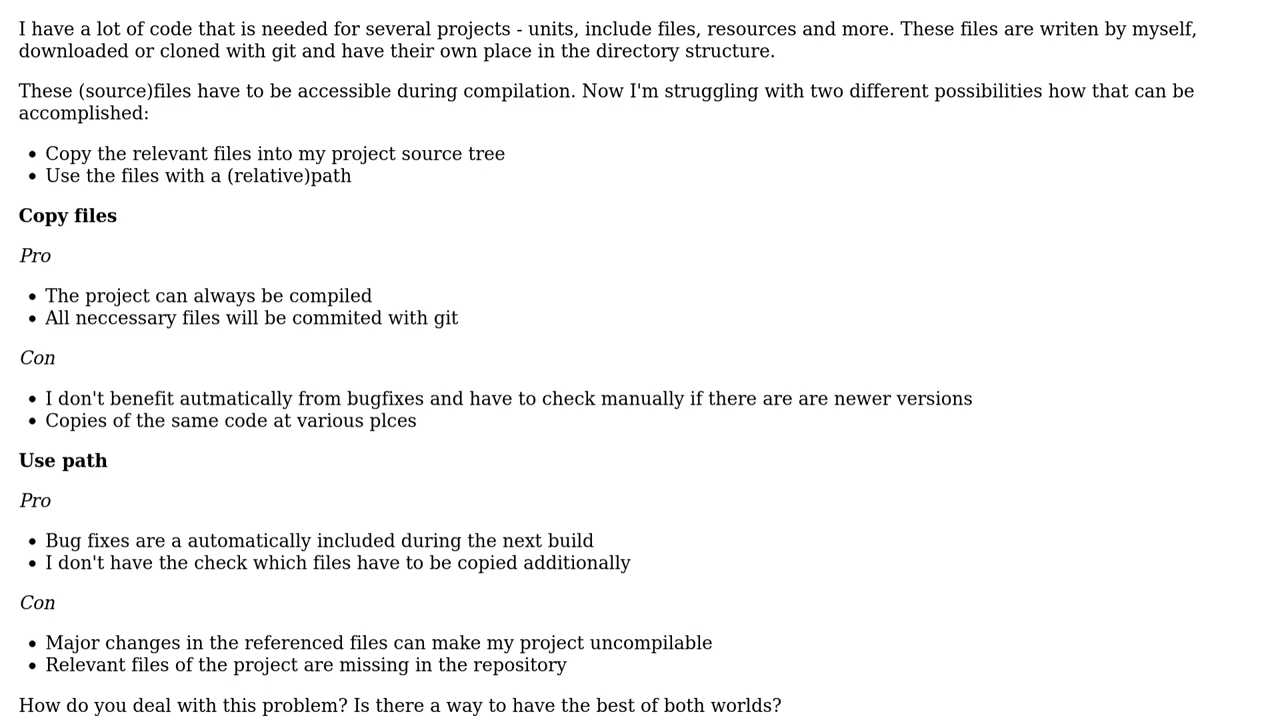 I have a lot of code that is needed for several projects - units, include files, resources and more. These files are writen by myself,
downloaded or cloned with git and have their own place in the directory structure.
These (source)files have to be accessible during compilation. Now I'm struggling with two different possibilities how that can be
accomplished:
• Copy the relevant files into my project source tree
• Use the files with a (relative)path
Copy files
Pro
• The project can always be compiled
• All neccessary files will be commited with git
Con
• I don't benefit autmatically from bugfixes and have to check manually if there are are newer versions
• Copies of the same code at various plces
Use path
Pro
• Bug fixes are a automatically included during the next build
• I don't have the check which files have to be copied additionally
Con
• Major changes in the referenced files can make my project uncompilable
• Relevant files of the project are missing in the repository
How do you deal with this problem? Is there a way to have the best of both worlds?